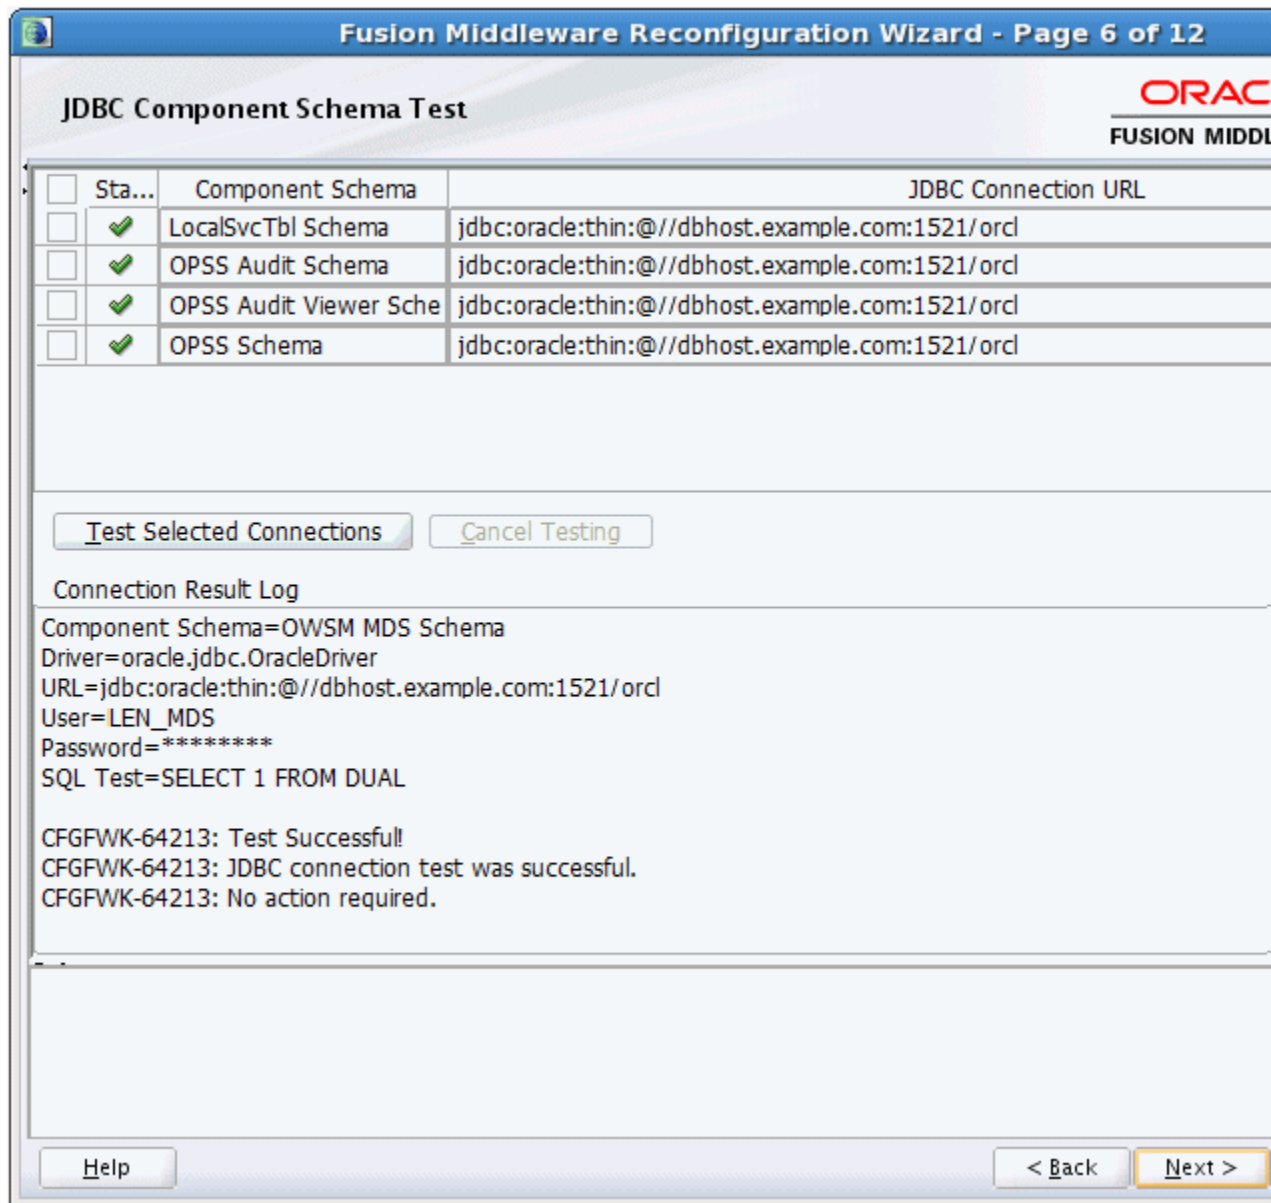 Fusion Middleware Reconfiguration Wizard - Page 6 of 12
JDBC Component Schema Test
ORAC
FUSION MIDDL
Sta... Component Schema JDBC Connection URL
LocalSvcTbl Schema jdbc:oracle:thin:@//dbhost.example.com:1521/orcl
OPSS Audit Schema jdbc:oracle:thin:@//dbhost.example.com:1521/orcl
OPSS Audit Viewer Sche jdbc:oracle:thin:@//dbhost.example.com:1521/orcl
OPSS Schema jdbc:oracle:thin:@//dbhost.example.com:1521/orcl
Test Selected Connections Cancel Testing
Connection Result Log
Component Schema=OWSM MDS Schema
Driver=oracle.jdbc.OracleDriver
URL=jdbc:oracle:thin:@//dbhost.example.com:1521/orcl
User=LEN_MDS
Password=********
SQL Test=SELECT 1 FROM DUAL
CFGFWK-64213: Test Successful!
CFGFWK-64213: JDBC connection test was successful.
CFGFWK-64213: No action required.
Help < Back Next >